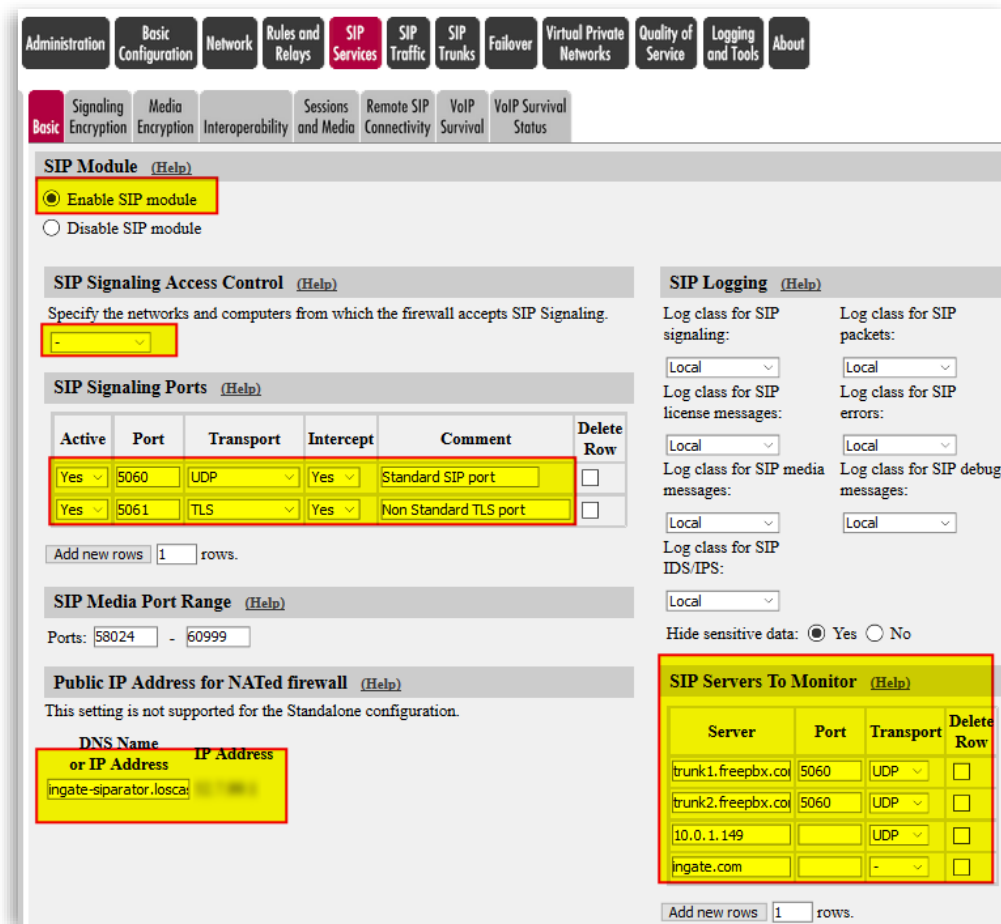 Administration
Basic
Configuration
Network
Rules and
Relays
SIP
Services
SIP
Traffic
SIP
Trunks
Failover
Virtual Private
Networks
Quality of
Service
Logging
and Tools
About
Basic
Signaling
Encryption
Media
Encryption
Interoperability
Sessions
and Media
Remote SIP
Connectivity
VoIP
Survival
VoIP Survival
Status
SIP Module (Help)
Enable SIP module
Disable SIP module
SIP Signaling Access Control (Help)
Specify the networks and computers from which the firewall accepts SIP Signaling.
-
SIP Signaling Ports (Help)
Active Port Transport Intercept Comment Delete
Row
Yes 5060 UDP Yes Standard SIP port
Yes 5061 TLS Yes Non Standard TLS port
Add new rows 1 rows.
SIP Media Port Range (Help)
Ports: 58024 - 60999
Public IP Address for NATed firewall (Help)
This setting is not supported for the Standalone configuration.
DNS Name
or IP Address IP Address
ingate-siparator.losca
SIP Logging (Help)
Log class for SIP
signaling:
Log class for SIP
packets:
Local Local
Log class for SIP
license messages:
Log class for SIP
errors:
Local Local
Log class for SIP media
messages:
Log class for SIP debug
messages:
Local Local
Log class for SIP
IDS/IPS:
Local
Hide sensitive data: Yes No
SIP Servers To Monitor (Help)
Server Port Transport Delete
Row
trunk1.freepbx.co 5060 UDP
trunk2.freepbx.co 5060 UDP
10.0.1.149 UDP
ingate.com -
Add new rows 1 rows.